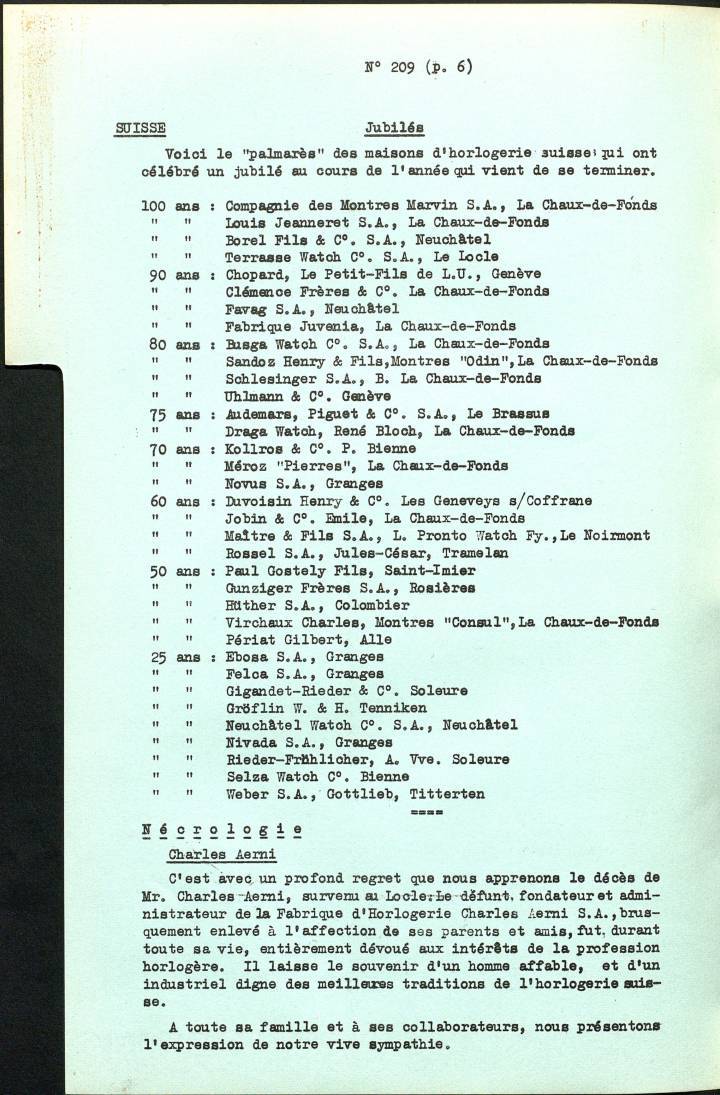 N° 209 (p. 6)
SUISSE Jubilés
Voici le "palmarès" des maisons d'horlogerie suisses qui ont
célébré un jubilé au cours de l'année qui vient de se terminer.
100 ans : Compagnie des Montres Marvin S.A., La Chaux-de-Fonds
" " Louis Jeanneret S.A., La Chaux-de-Fonds
" " Borel Fils & C°. S.A., Neuchâtel
" " Terrasse Watch C°. S.A., Le Locle
90 ans : Chopard, Le Petit-Fils de L.U., Genève
" " Clémence Frères & C°. La Chaux-de-Fonds
" " Favag S.A., Neuchâtel
" " Fabrique Juvenia, La Chaux-de-Fonds
80 ans : Busga Watch C°. S.A., La Chaux-de-Fonds
" " Sandoz Henry & Fils,Montres "Odin",La Chaux-de-Fonds
" " Schlesinger S.A., B. La Chaux-de-Fonds
" " Uhlmann & C°. Genève
75 ans : Audemars, Piguet & C°. S.A., Le Brassus
" " Draga Watch, René Bloch, La Chaux-de-Fonds
70 ans : Kollros & C°. P. Bienne
" " Méroz "Pierres", La Chaux-de-Fonds
" " Novus S.A., Granges
60 ans : Duvoisin Henry & C°. Les Geneveys s/Coffrane
" " Jobin & C°. Emile, La Chaux-de-Fonds
" " Maître & Fils S.A., L. Pronto Watch Fy.,Le Noirmont
" " Rossel S.A., Jules-César, Tramelan
50 ans : Paul Gostely Fils, Saint-Imier
" " Gunziger Frères S.A., Rosières
" " Hüther S.A., Colombier
" " Virchaux Charles, Montres "Consul",La Chaux-de-Fonds
" " Périat Gilbert, Alle
25 ans : Ebosa S.A., Granges
" " Felca S.A., Granges
" " Gigandet-Rieder & C°. Soleure
" " Gröflin W. & H. Tenniken
" " Neuchâtel Watch C°. S.A., Neuchâtel
" " Nivada S.A., Granges
" " Rieder-Fröhlicher, A. Vve. Soleure
" " Selza Watch C°. Bienne
" " Weber S.A., Gottlieb, Titterten
====
Nécrologie
Charles Aerni
C'est avec un profond regret que nous apprenons le décès de
Mr. Charles Aerni, survenu au Locle.Le défunt, fondateur et admi-
nistrateur de la Fabrique d'Horlogerie Charles Aerni S.A.,brus-
quement enlevé à l'affection de ses parents et amis, fut, durant
toute sa vie, entièrement dévoué aux intérêts de la profession
horlogère. Il laisse le souvenir d'un homme affable, et d'un
industriel digne des meilleures traditions de l'horlogerie suis-
se.
A toute sa famille et à ses collaborateurs, nous présentons
l'expression de notre vive sympathie.